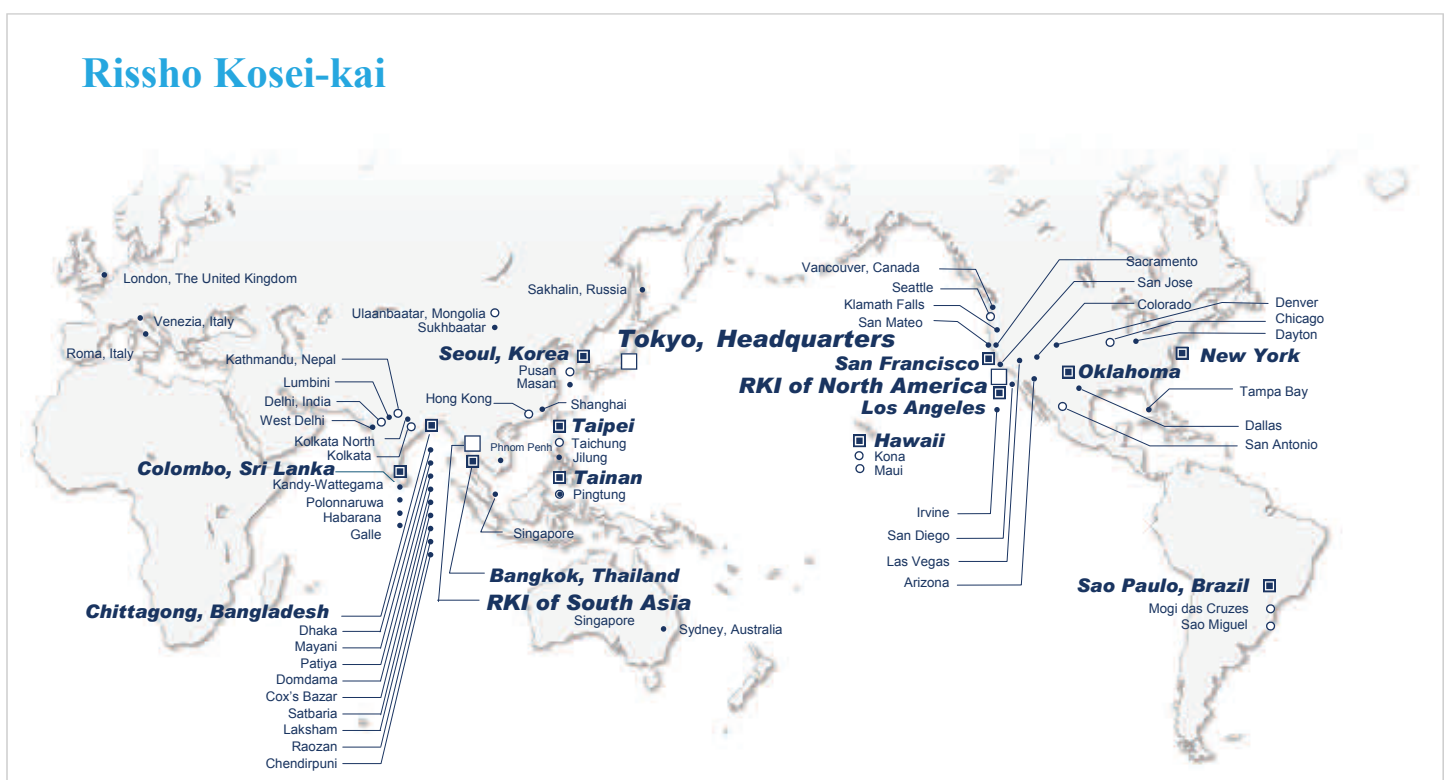 Rissho Kosei-kai
London, The United Kingdom
Venezia, Italy
Roma, Italy
Ulaanbaatar, Mongolia
Sukhbaatar
Sakhalin, Russia
Seoul, Korea
Pusan
Masan
Tokyo, Headquarters
Kathmandu, Nepal
Lumbini
Delhi, India
West Delhi
Kolkata North
Kolkata
Hong Kong
Shanghai
Taipei
Taichung
Jilung
Phnom Penh
Tainan
Pingtung
Colombo, Sri Lanka
Kandy-Wattegama
Polonnaruwa
Habarana
Galle
Singapore
Bangkok, Thailand
RKI of South Asia
Singapore
Sydney, Australia
Chittagong, Bangladesh
Dhaka
Mayani
Patiya
Domdama
Cox's Bazar
Satbaria
Laksham
Raozan
Chendirpuni
Vancouver, Canada
Seattle
Klamath Falls
San Mateo
San Francisco
RKI of North America
Los Angeles
Hawaii
Kona
Maui
Irvine
San Diego
Las Vegas
Arizona
Sacramento
San Jose
Colorado
Denver
Chicago
Dayton
New York
Oklahoma
Tampa Bay
Dallas
San Antonio
Sao Paulo, Brazil
Mogi das Cruzes
Sao Miguel